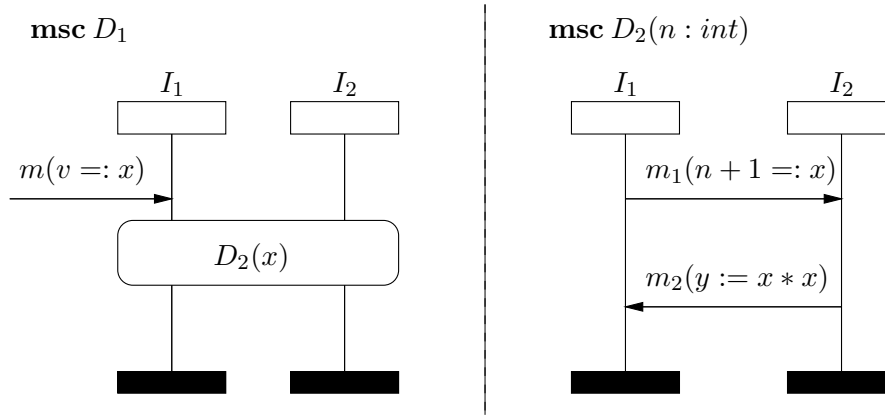 msc D₁
I₁ I₂
m(v =: x)
D₂(x)
msc D₂(n : int)
I₁ I₂
m₁(n + 1 =: x)
m₂(y := x ∗ x)